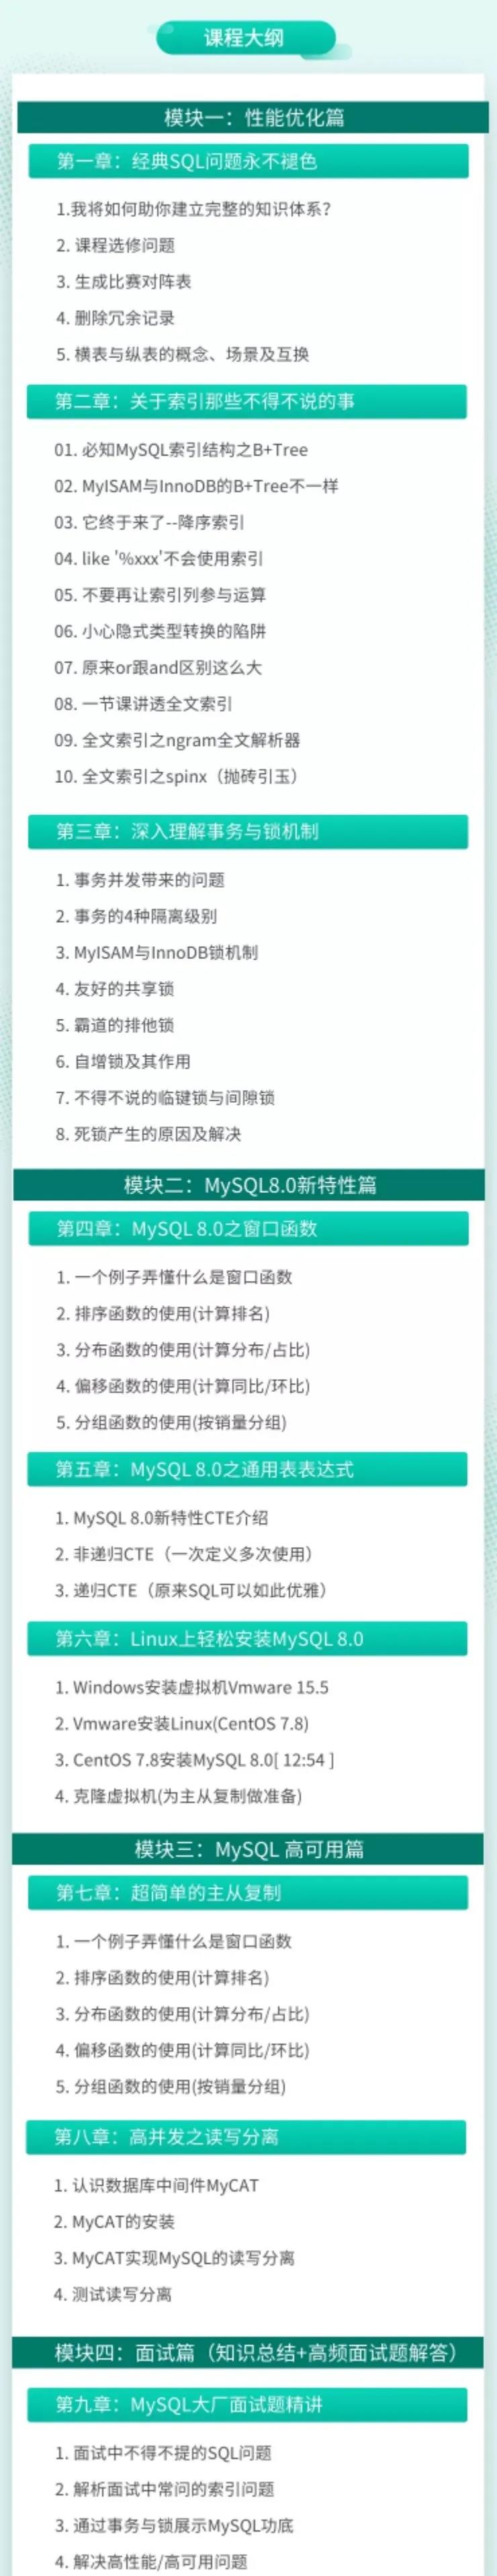 课程大纲
模块一：性能优化篇
第一章：经典SQL问题永不褪色
1.我将如何助你建立完整的知识体系？
2. 课程选修问题
3. 生成比赛对阵表
4. 删除冗余记录
5. 横表与纵表的概念、场景及互换
第二章：关于索引那些不得不说的事
01. 必知MySQL索引结构之B+Tree
02. MyISAM与InnoDB的B+Tree不一样
03. 它终于来了--降序索引
04. like '%xxx'不会使用索引
05. 不要再让索引列参与运算
06. 小心隐式类型转换的陷阱
07. 原来or跟and区别这么大
08. 一节课讲透全文索引
09. 全文索引之ngram全文解析器
10. 全文索引之spinx（抛砖引玉）
第三章：深入理解事务与锁机制
1. 事务并发带来的问题
2. 事务的4种隔离级别
3. MyISAM与InnoDB锁机制
4. 友好的共享锁
5. 霸道的排他锁
6. 自增锁及其作用
7. 不得不说的临键锁与间隙锁
8. 死锁产生的原因及解决
模块二：MySQL8.0新特性篇
第四章：MySQL 8.0之窗口函数
1. 一个例子弄懂什么是窗口函数
2. 排序函数的使用(计算排名)
3. 分布函数的使用(计算分布/占比)
4. 偏移函数的使用(计算同比/环比)
5. 分组函数的使用(按销量分组)
第五章：MySQL 8.0之通用表表达式
1. MySQL 8.0新特性CTE介绍
2. 非递归CTE（一次定义多次使用）
3. 递归CTE（原来SQL可以如此优雅）
第六章：Linux上轻松安装MySQL 8.0
1. Windows安装虚拟机Vmware 15.5
2. Vmware安装Linux(CentOS 7.8)
3. CentOS 7.8安装MySQL 8.0[ 12:54 ]
4. 克隆虚拟机(为主从复制做准备)
模块三：MySQL 高可用篇
第七章：超简单的主从复制
1. 一个例子弄懂什么是窗口函数
2. 排序函数的使用(计算排名)
3. 分布函数的使用(计算分布/占比)
4. 偏移函数的使用(计算同比/环比)
5. 分组函数的使用(按销量分组)
第八章：高并发之读写分离
1. 认识数据库中间件MyCAT
2. MyCAT的安装
3. MyCAT实现MySQL的读写分离
4. 测试读写分离
模块四：面试篇（知识总结+高频面试题解答）
第九章：MySQL大厂面试题精讲
1. 面试中不得不提的SQL问题
2. 解析面试中常问的索引问题
3. 通过事务与锁展示MySQL功底
4. 解决高性能/高可用问题